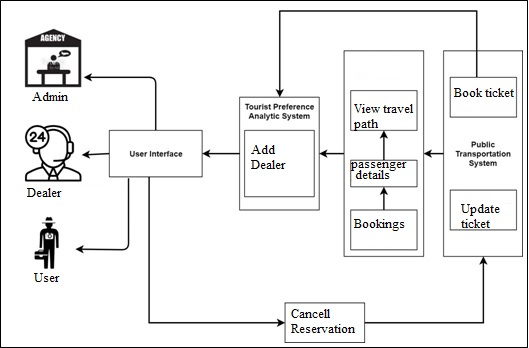 AGENCY
Admin
24
Dealer
User
User Interface
Tourist Preference
Analytic System
Add
Dealer
View travel
path
passenger
details
Bookings
Book ticket
Public
Transportation
System
Update
ticket
Cancell
Reservation